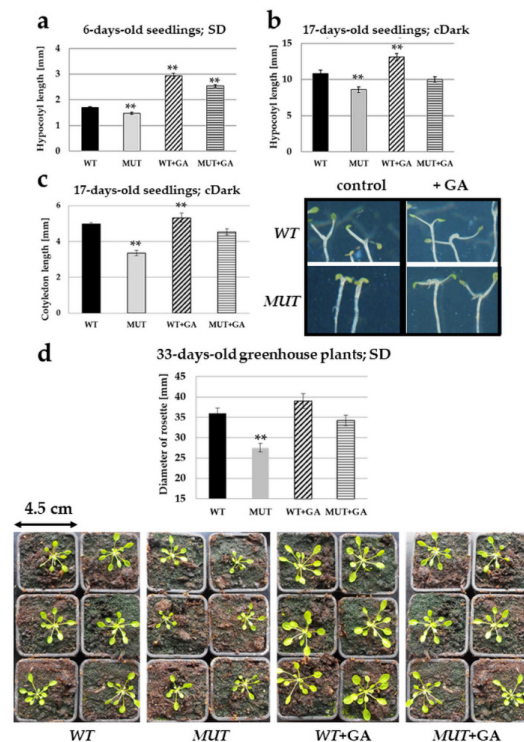 a
6-days-old seedlings; SD
Hypocotyl length [mm]
4
3
2
1
0
**
**
**
WT
MUT
WT+GA
MUT+GA
b
17-days-old seedlings; cDark
Hypocotyl length [mm]
15
10
5
0
**
**
WT
MUT
WT+GA
MUT+GA
c
17-days-old seedlings; cDark
Cotyledon length [mm]
6
4
2
0
**
**
WT
MUT
WT+GA
MUT+GA
control
+ GA
WT
MUT
d
33-days-old greenhouse plants; SD
Diameter of rosette [mm]
45
40
35
30
25
20
15
**
WT
MUT
WT+GA
MUT+GA
4.5 cm
WT
MUT
WT+GA
MUT+GA